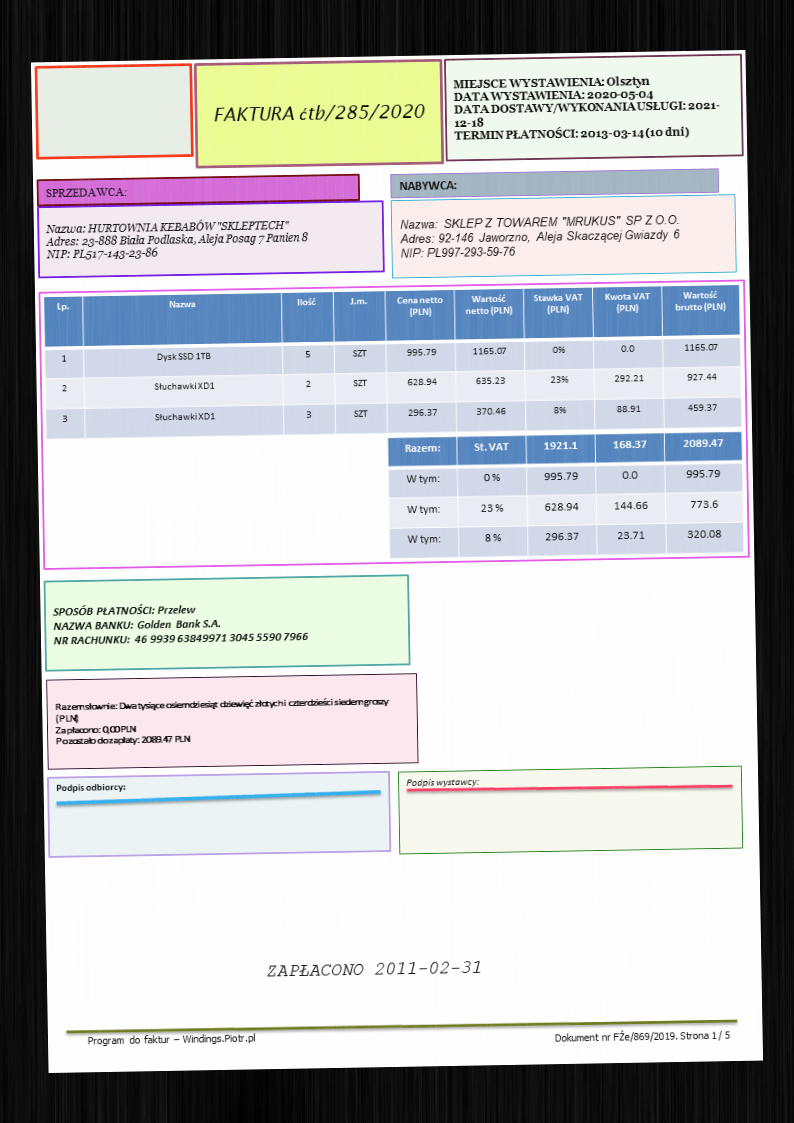 FAKTURA ćtb/285/2020
MIEJSCE WYSTAWIENIA: Olsztyn
DATA WYSTAWIENIA: 2020-05-04
DATA DOSTAWY/WYKONANIA USŁUGI: 2021-
12-18
TERMIN PŁATNOŚCI: 2013-03-14 (10 dni)
SPRZEDAWCA:
Nazwa: HURTOWNIA KEBABÓW "SKLEPTECH"
Adres: 23-888 Biała Podlaska, Aleja Posag 7 Panien 8
NIP: PL517-143-23-86
NABYWCA:
Nazwa: SKLEP Z TOWAREM "MRUKUS" SP Z O.O.
Adres: 92-146 Jaworzno, Aleja Skaczącej Gwiazdy 6
NIP: PL997-293-59-76
Lp. Nazwa Ilość J.m. Cena netto (PLN) Wartość netto (PLN) Stawka VAT (PLN) Kwota VAT (PLN) Wartość brutto (PLN)
1 Dysk SSD 1TB 5 SZT 995.79 1165.07 0% 0.0 1165.07
2 Słuchawki XD1 2 SZT 628.94 635.23 23% 292.21 927.44
3 Słuchawki XD1 3 SZT 296.37 370.46 8% 88.91 459.37
Razem: St. VAT 1921.1 168.37 2089.47
W tym: 0 % 995.79 0.0 995.79
W tym: 23 % 628.94 144.66 773.6
W tym: 8 % 296.37 23.71 320.08
SPOSÓB PŁATNOŚCI: Przelew
NAZWA BANKU: Golden Bank S.A.
NR RACHUNKU: 46 9939 63849971 3045 5590 7966
Razem słownie: Dwa tysiące osiemdziesiąt dziewięć złotych i czterdzieści siedem groszy
(PLN)
Zapłacono: 0,00 PLN
Pozostało do zapłaty: 2089.47 PLN
Podpis odbiorcy:
Podpis wystawcy:
ZAPŁACONO 2011-02-31
Program do faktur – Windings.Piotr.pl
Dokument nr FŹe/869/2019. Strona 1 / 5